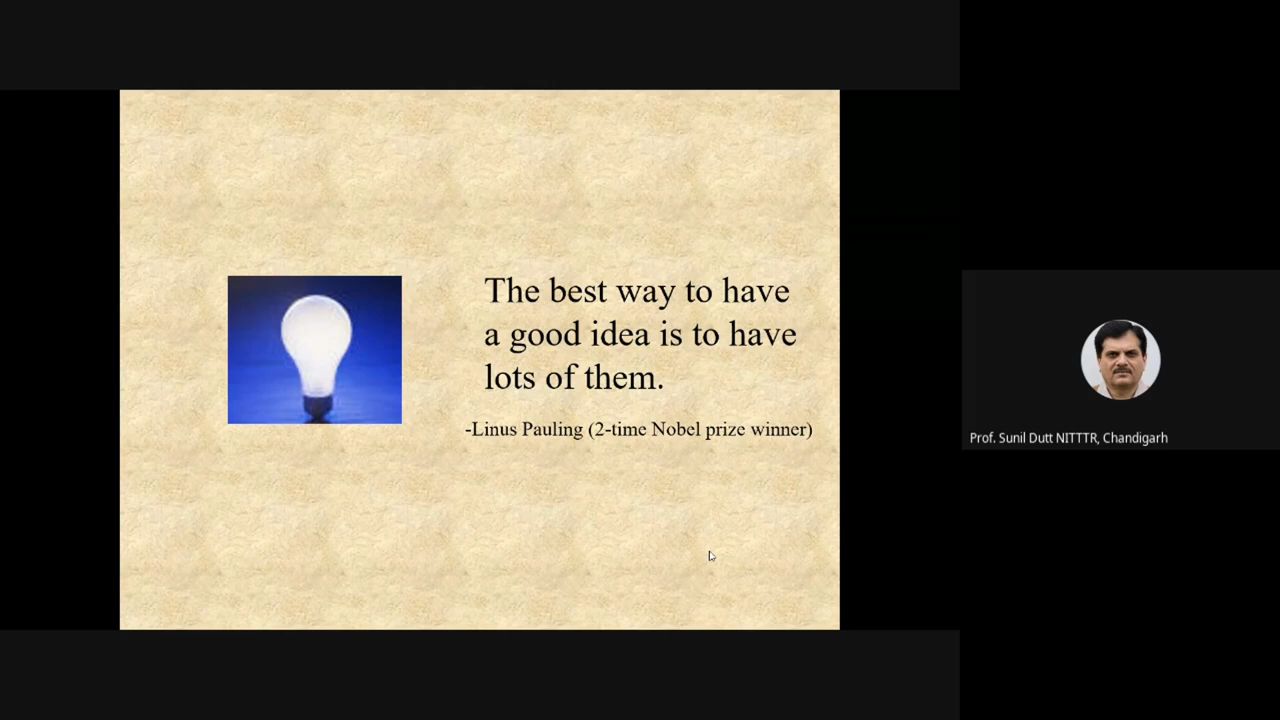 The best way to have
a good idea is to have
lots of them.
-Linus Pauling (2-time Nobel prize winner)
Prof. Sunil Dutt NITTTR, Chandigarh